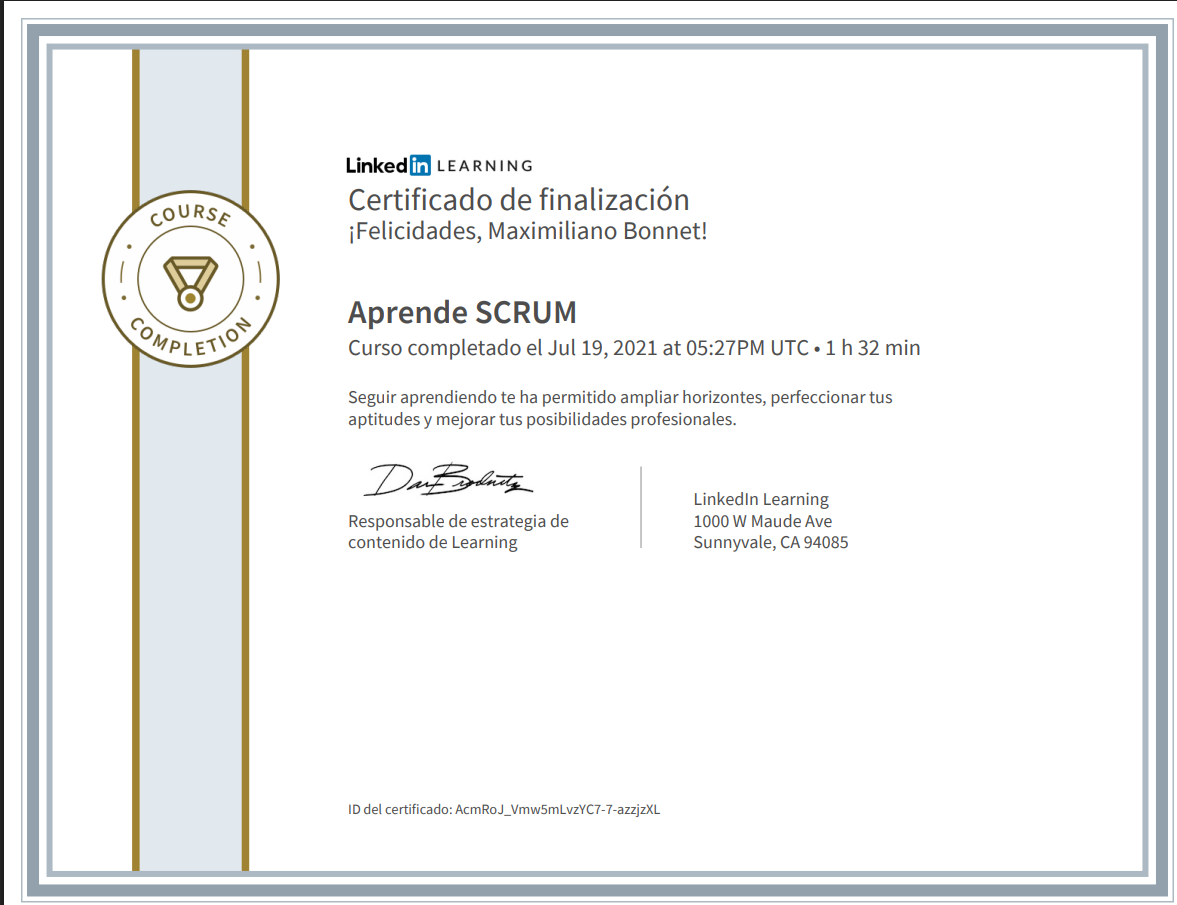 COURSE
COMPLETION
Linkedin LEARNING
Certificado de finalización
¡Felicidades, Maximiliano Bonnet!
Aprende SCRUM
Curso completado el Jul 19, 2021 at 05:27PM UTC • 1 h 32 min
Seguir aprendiendo te ha permitido ampliar horizontes, perfeccionar tus
aptitudes y mejorar tus posibilidades profesionales.
Responsable de estrategia de
contenido de Learning
LinkedIn Learning
1000 W Maude Ave
Sunnyvale, CA 94085
ID del certificado: AcmRoJ_Vmw5mLvzYC7-7-azzjzXL